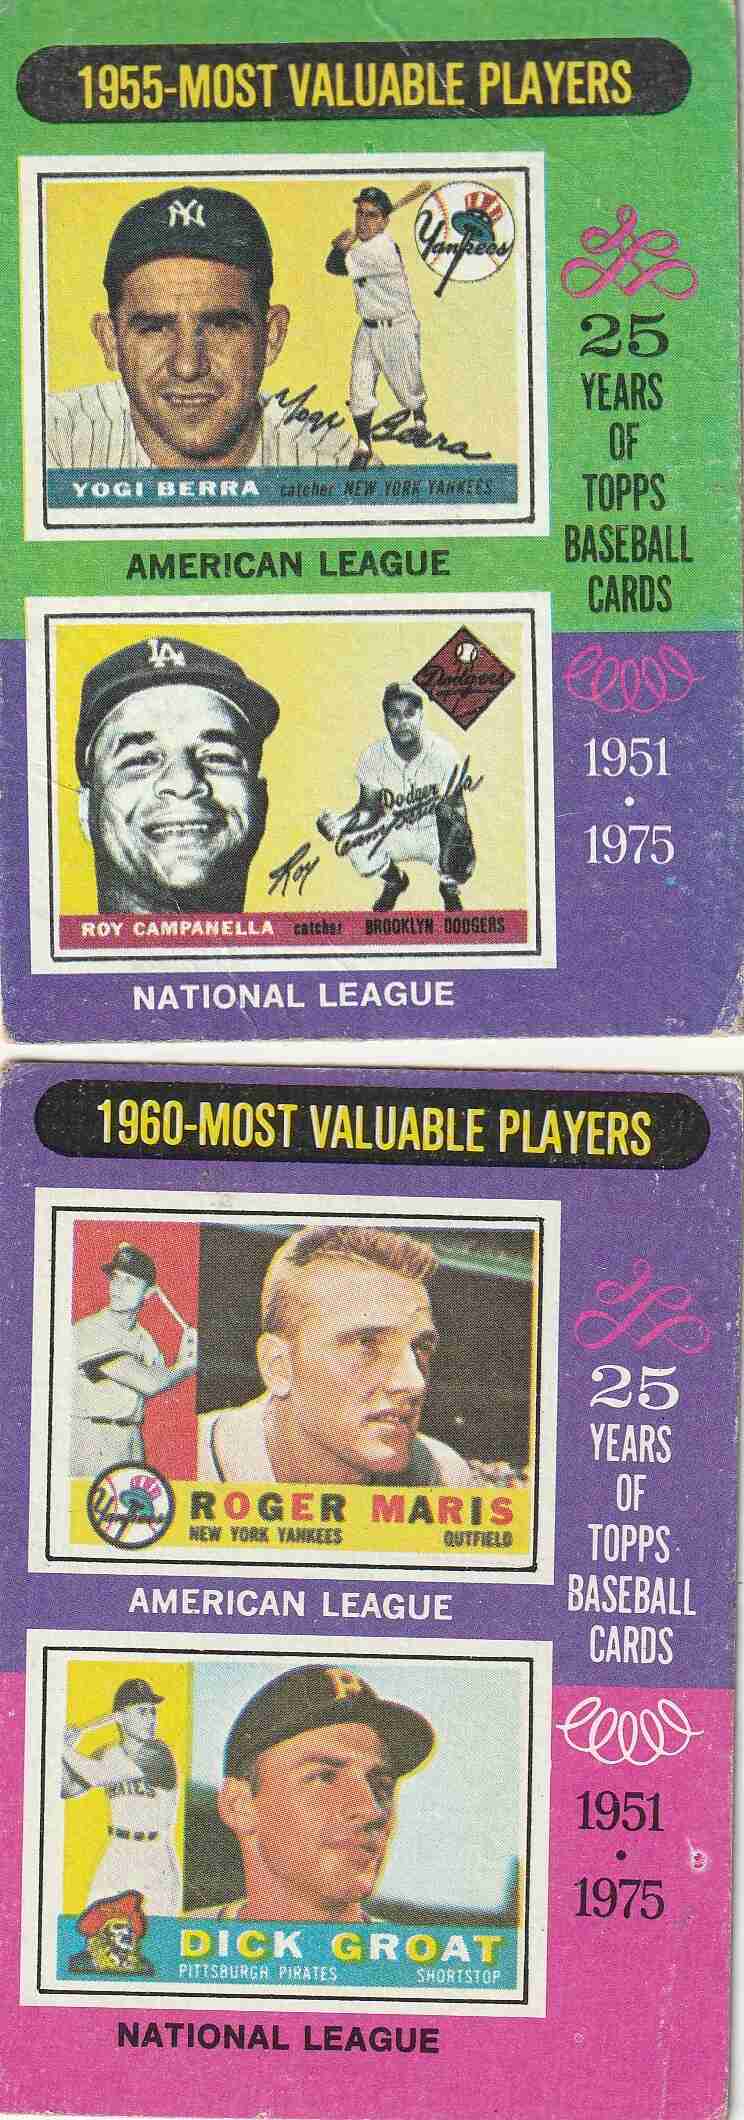 1955-MOST VALUABLE PLAYERS
NY
Yankees
Yogi Berra
YOGI BERRA catcher NEW YORK YANKEES
AMERICAN LEAGUE
25
YEARS
OF
TOPPS
BASEBALL
CARDS
LA
Dodgers
Dodgers
Roy Campanella
ROY CAMPANELLA catcher BROOKLYN DODGERS
NATIONAL LEAGUE
1951
•
1975
1960-MOST VALUABLE PLAYERS
Yankees
ROGER MARIS
NEW YORK YANKEES OUTFIELD
AMERICAN LEAGUE
25
YEARS
OF
TOPPS
BASEBALL
CARDS
P
DICK GROAT
PITTSBURGH PIRATES SHORTSTOP
NATIONAL LEAGUE
1951
•
1975